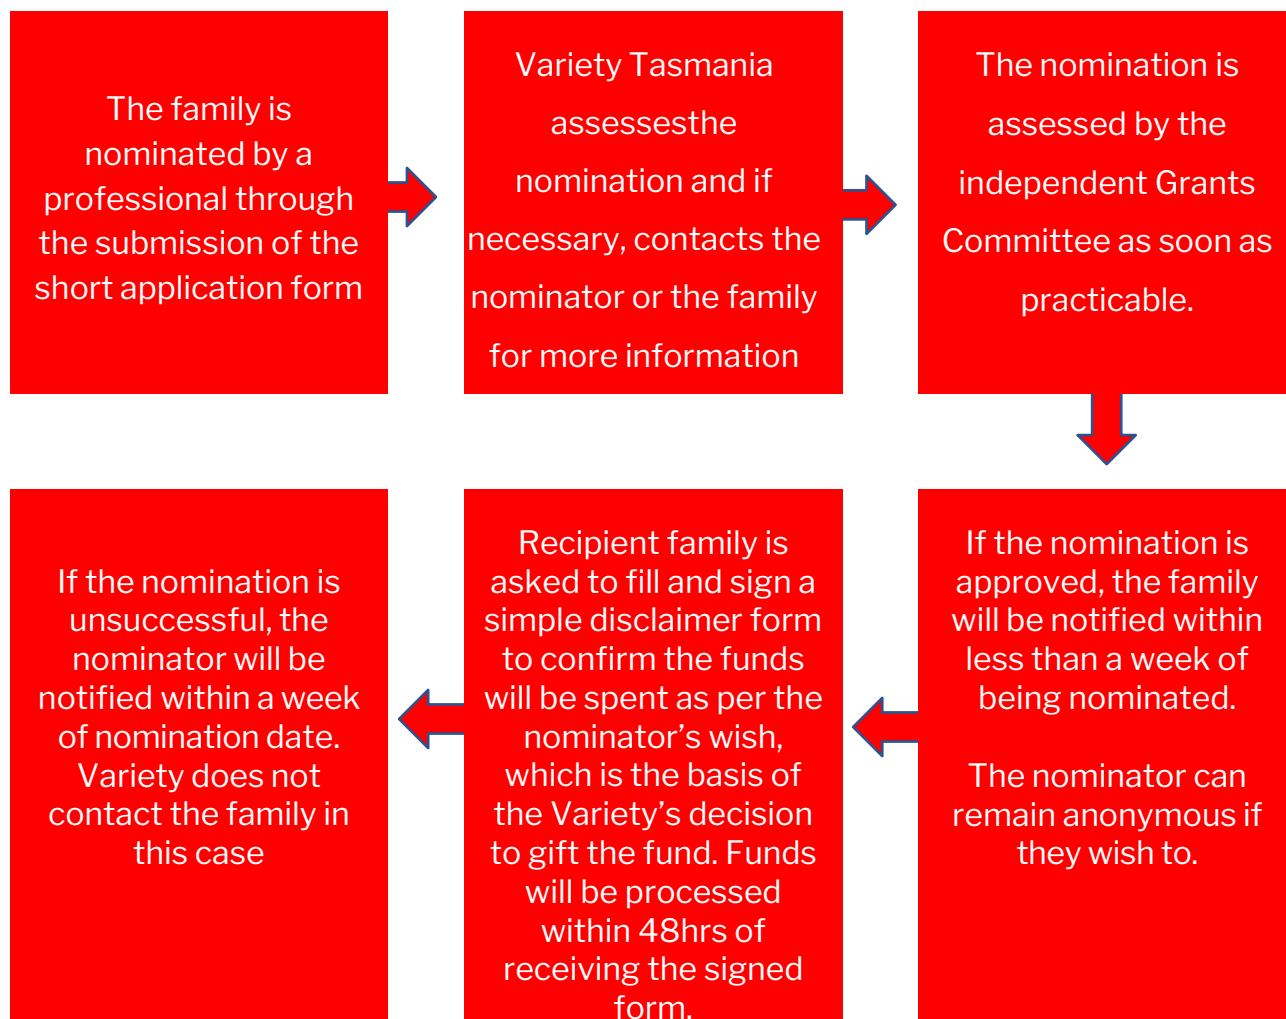 The family is
nominated by a
professional through
the submission of the
short application form
Variety Tasmania
assessesthe
nomination and if
necessary, contacts the
nominator or the family
for more information
The nomination is
assessed by the
independent Grants
Committee as soon as
practicable.
If the nomination is
approved, the family
will be notified within
less than a week of
being nominated.
The nominator can
remain anonymous if
they wish to.
Recipient family is
asked to fill and sign a
simple disclaimer form
to confirm the funds
will be spent as per the
nominator’s wish,
which is the basis of
the Variety’s decision
to gift the fund. Funds
will be processed
within 48hrs of
receiving the signed
form.
If the nomination is
unsuccessful, the
nominator will be
notified within a week
of nomination date.
Variety does not
contact the family in
this case